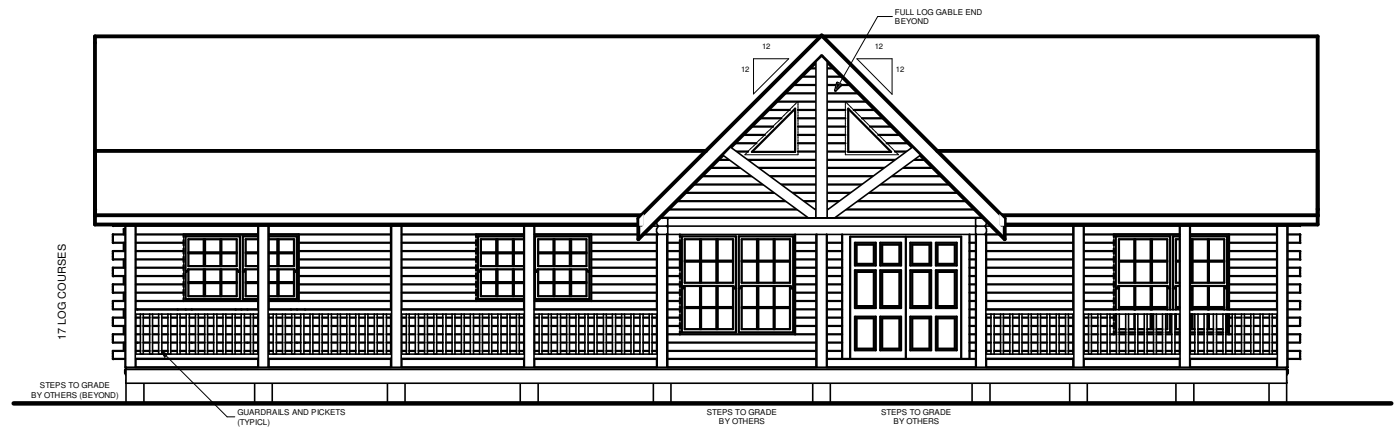 FULL LOG GABLE END
BEYOND
12
12
12
12
17 LOG COURSES
STEPS TO GRADE
BY OTHERS (BEYOND)
GUARDRAILS AND PICKETS
(TYPICL)
STEPS TO GRADE
BY OTHERS
STEPS TO GRADE
BY OTHERS